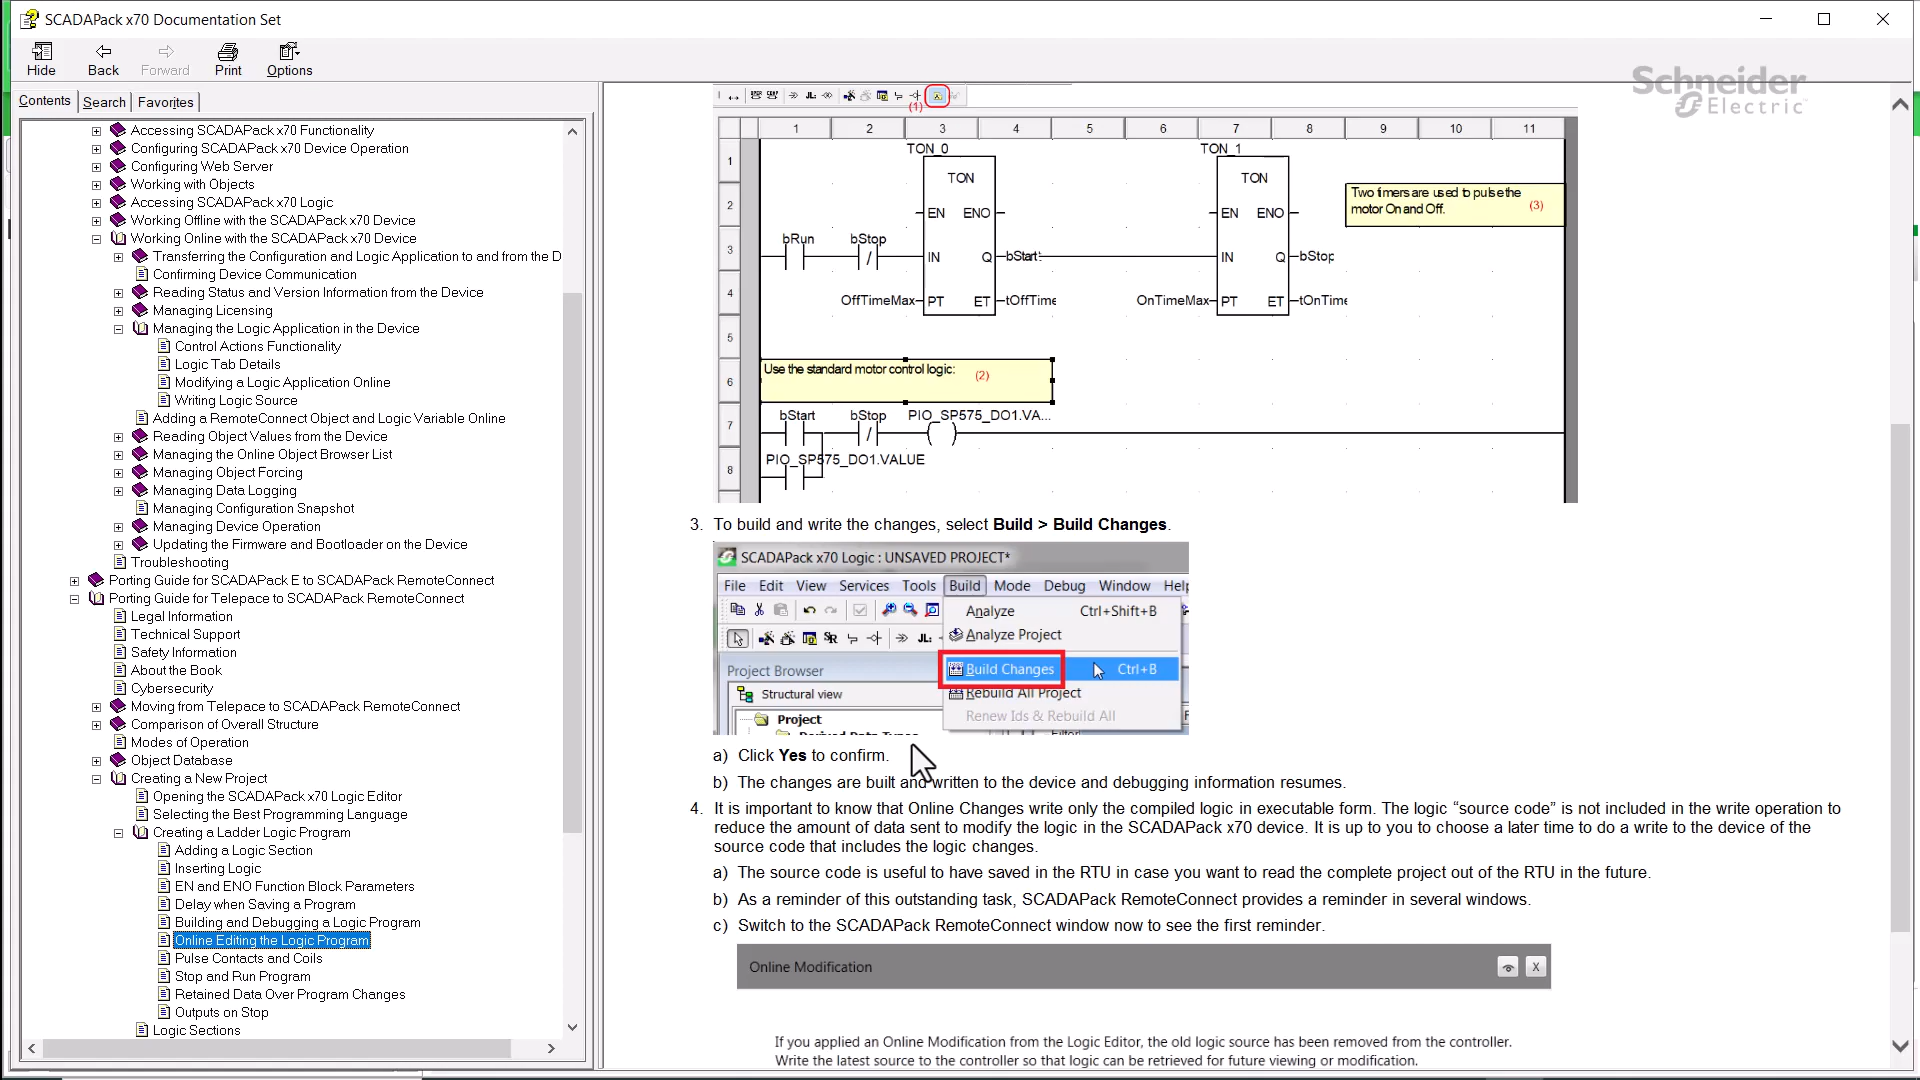 SCADAPack x70 Documentation Set
Hide Back Forward Print Options
Contents Search Favorites
Accessing SCADAPack x70 Functionality
Configuring SCADAPack x70 Device Operation
Configuring Web Server
Working with Objects
Accessing SCADAPack x70 Logic
Working Offline with the SCADAPack x70 Device
Working Online with the SCADAPack x70 Device
Transferring the Configuration and Logic Application to and from the D
Confirming Device Communication
Reading Status and Version Information from the Device
Managing Licensing
Managing the Logic Application in the Device
Control Actions Functionality
Logic Tab Details
Modifying a Logic Application Online
Writing Logic Source
Adding a RemoteConnect Object and Logic Variable Online
Reading Object Values from the Device
Managing the Online Object Browser List
Managing Object Forcing
Managing Data Logging
Managing Configuration Snapshot
Managing Device Operation
Updating the Firmware and Bootloader on the Device
Troubleshooting
Porting Guide for SCADAPack E to SCADAPack RemoteConnect
Porting Guide for Telepace to SCADAPack RemoteConnect
Legal Information
Technical Support
Safety Information
About the Book
Cybersecurity
Moving from Telepace to SCADAPack RemoteConnect
Comparison of Overall Structure
Modes of Operation
Object Database
Creating a New Project
Opening the SCADAPack x70 Logic Editor
Selecting the Best Programming Language
Creating a Ladder Logic Program
Adding a Logic Section
Inserting Logic
EN and ENO Function Block Parameters
Delay when Saving a Program
Building and Debugging a Logic Program
Online Editing the Logic Program
Pulse Contacts and Coils
Stop and Run Program
Retained Data Over Program Changes
Outputs on Stop
Logic Sections
Schneider
Electric
(1)
1 2 3 4 5 6 7 8 9 10 11
TON_0 TON_1
1
TON TON
2 EN ENO EN ENO
Two timers are used to pulse the
motor On and Off. (3)
bRun bStop
3 IN Q bStart IN Q bStop
4 OffTimeMax PT ET tOffTime OnTimeMax PT ET tOnTime
5
6 Use the standard motor control logic: (2)
bStart bStop PIO_SP575_DO1.VA...
7
PIO_SP575_DO1.VALUE
8
3. To build and write the changes, select Build > Build Changes.
SCADAPack x70 Logic : UNSAVED PROJECT*
File Edit View Services Tools Build Mode Debug Window Help
Analyze Ctrl+Shift+B
Analyze Project
Build Changes Ctrl+B
Rebuild All Project
Renew Ids & Rebuild All
Project Browser
Structural view
Project
Derived Data Types
Filter
a) Click Yes to confirm.
b) The changes are built and written to the device and debugging information resumes.
4. It is important to know that Online Changes write only the compiled logic in executable form. The logic “source code” is not included in the write operation to
reduce the amount of data sent to modify the logic in the SCADAPack x70 device. It is up to you to choose a later time to do a write to the device of the
source code that includes the logic changes.
a) The source code is useful to have saved in the RTU in case you want to read the complete project out of the RTU in the future.
b) As a reminder of this outstanding task, SCADAPack RemoteConnect provides a reminder in several windows.
c) Switch to the SCADAPack RemoteConnect window now to see the first reminder.
Online Modification X
If you applied an Online Modification from the Logic Editor, the old logic source has been removed from the controller.
Write the latest source to the controller so that logic can be retrieved for future viewing or modification.